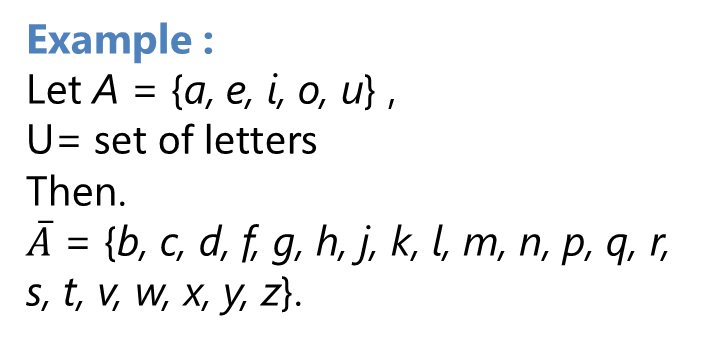 Example :
Let A = {a, e, i, o, u} ,
U= set of letters
Then.
Ā = {b, c, d, f, g, h, j, k, l, m, n, p, q, r,
s, t, v, w, x, y, z}.